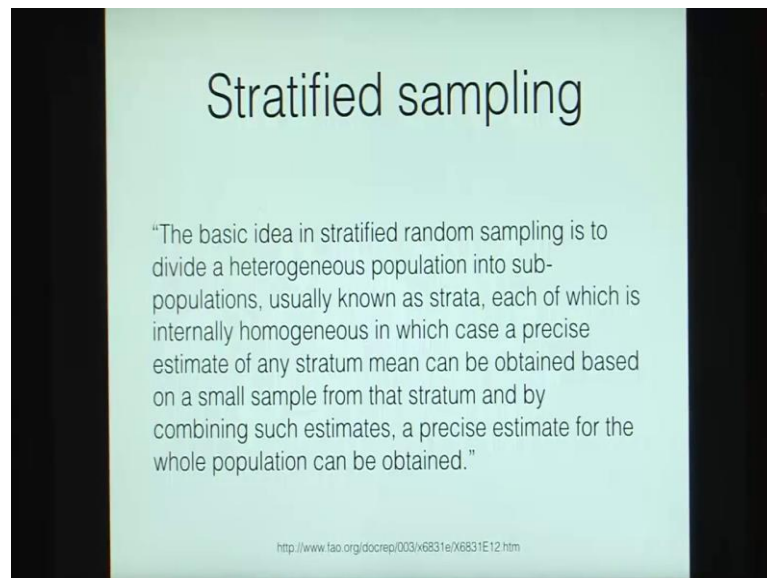 Stratified sampling
“The basic idea in stratified random sampling is to
divide a heterogeneous population into sub-
populations, usually known as strata, each of which is
internally homogeneous in which case a precise
estimate of any stratum mean can be obtained based
on a small sample from that stratum and by
combining such estimates, a precise estimate for the
whole population can be obtained.”
http://www.fao.org/docrep/003/x6831e/X6831E12.htm